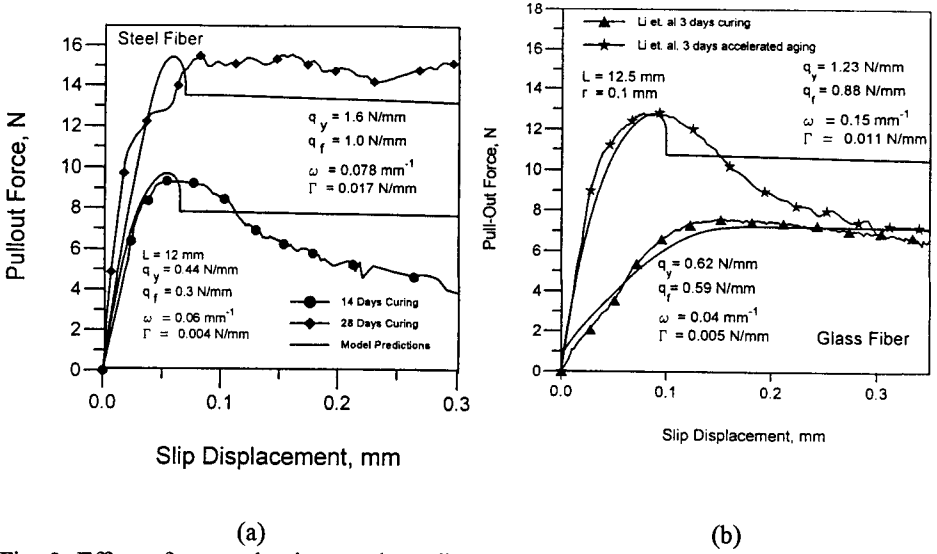 Steel Fiber
16
14
12
10
8
6
4
2
0
Pullout Force, N
q y = 1.6 N/mm
q f = 1.0 N/mm
ω = 0.078 mm-1
Γ = 0.017 N/mm
L = 12 mm
q y = 0.44 N/mm
q f = 0.3 N/mm
ω = 0.06 mm-1
Γ = 0.004 N/mm
14 Days Curing
28 Days Curing
Model Predictions
0.0 0.1 0.2 0.3
Slip Displacement, mm
(a)
18
16
14
12
10
8
6
4
2
0
Pull-Out Force, N
Li et. al 3 days curing
Li et. al. 3 days accelerated aging
L = 12.5 mm
r = 0.1 mm
q y = 1.23 N/mm
q f = 0.88 N/mm
ω = 0.15 mm-1
Γ = 0.011 N/mm
q y = 0.62 N/mm
q f = 0.59 N/mm
ω = 0.04 mm-1
Γ = 0.005 N/mm
Glass Fiber
0.0 0.1 0.2 0.3
Slip Displacement, mm
(b)